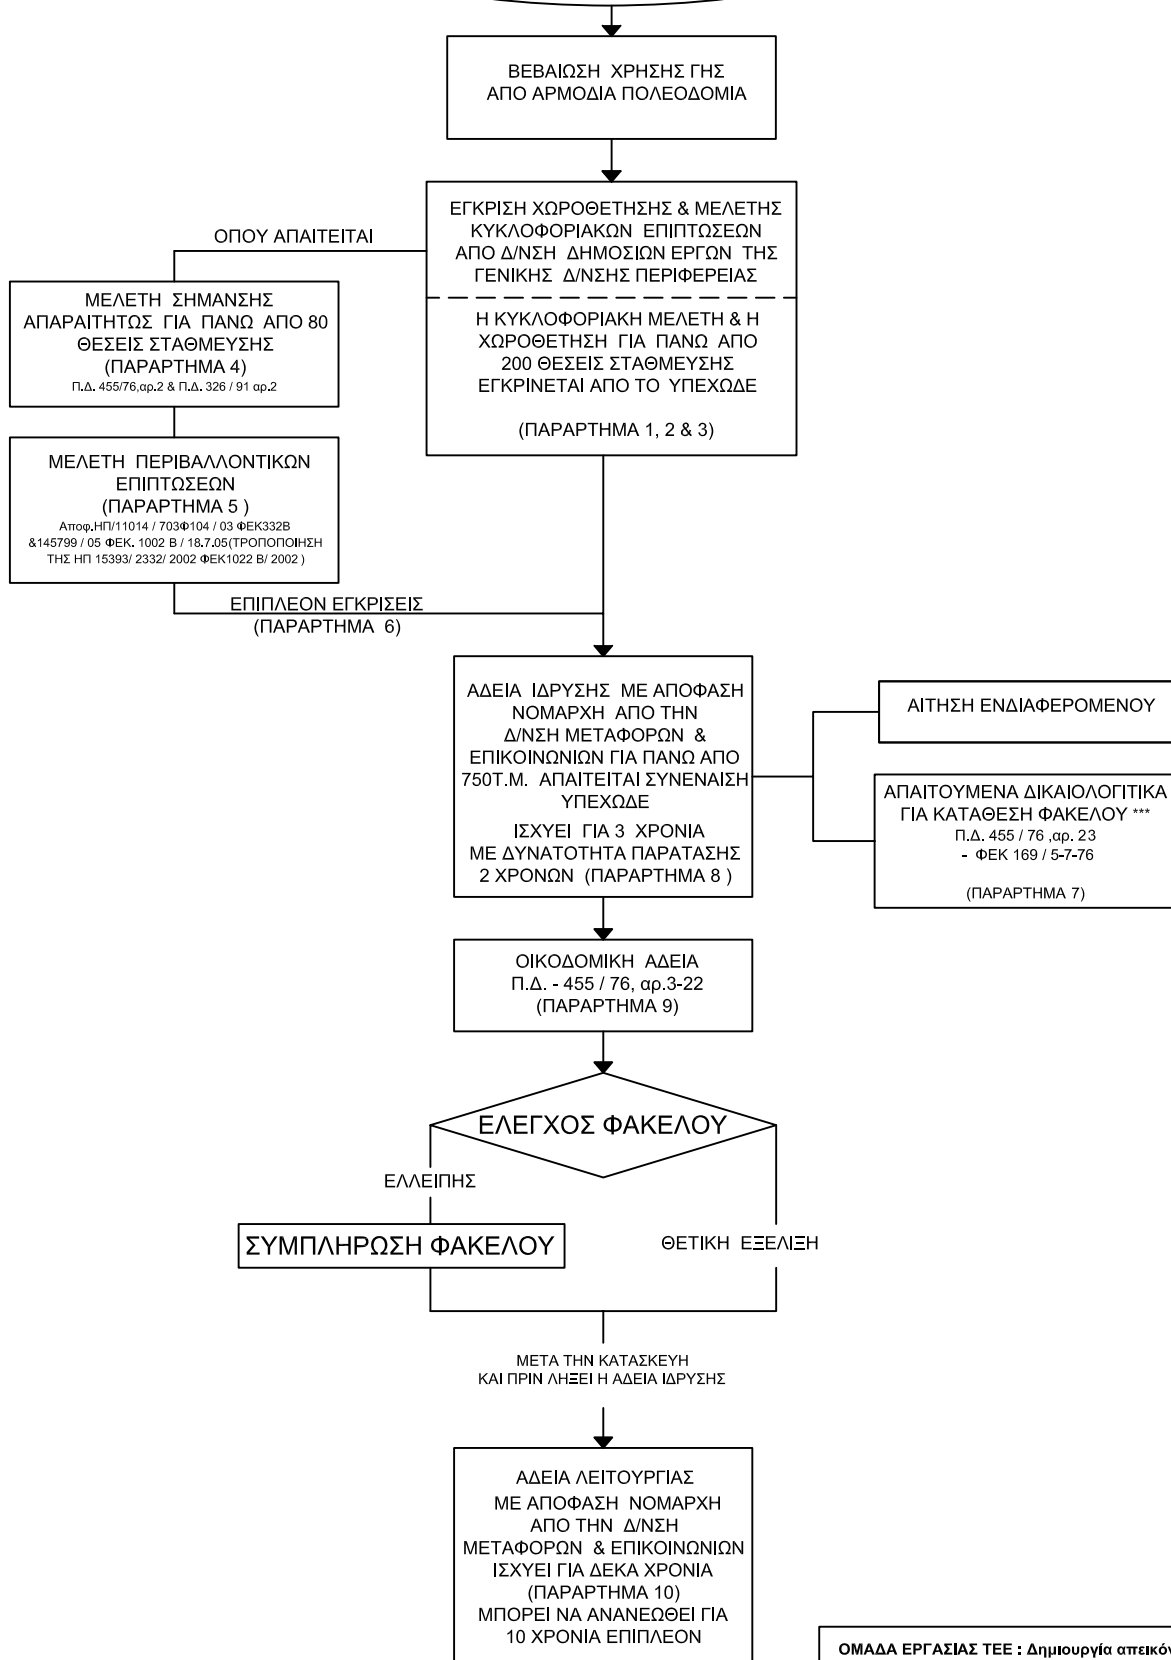 ΒΕΒΑΙΩΣΗ ΧΡΗΣΗΣ ΓΗΣ
ΑΠΟ ΑΡΜΟΔΙΑ ΠΟΛΕΟΔΟΜΙΑ
ΕΓΚΡΙΣΗ ΧΩΡΟΘΕΤΗΣΗΣ & ΜΕΛΕΤΗΣ
ΚΥΚΛΟΦΟΡΙΑΚΩΝ ΕΠΙΠΤΩΣΕΩΝ
ΑΠΟ Δ/ΝΣΗ ΔΗΜΟΣΙΩΝ ΕΡΓΩΝ ΤΗΣ
ΓΕΝΙΚΗΣ Δ/ΝΣΗΣ ΠΕΡΙΦΕΡΕΙΑΣ
Η ΚΥΚΛΟΦΟΡΙΑΚΗ ΜΕΛΕΤΗ & Η
ΧΩΡΟΘΕΤΗΣΗ ΓΙΑ ΠΑΝΩ ΑΠΟ
200 ΘΕΣΕΙΣ ΣΤΑΘΜΕΥΣΗΣ
ΕΓΚΡΙΝΕΤΑΙ ΑΠΟ ΤΟ ΥΠΕΧΩΔΕ
(ΠΑΡΑΡΤΗΜΑ 1, 2 & 3)
ΟΠΟΥ ΑΠΑΙΤΕΙΤΑΙ
ΜΕΛΕΤΗ ΣΗΜΑΝΣΗΣ
ΑΠΑΡΑΙΤΗΤΩΣ ΓΙΑ ΠΑΝΩ ΑΠΟ 80
ΘΕΣΕΙΣ ΣΤΑΘΜΕΥΣΗΣ
(ΠΑΡΑΡΤΗΜΑ 4)
Π.Δ. 455/76,αρ.2 & Π.Δ. 326 / 91 αρ.2
ΜΕΛΕΤΗ ΠΕΡΙΒΑΛΛΟΝΤΙΚΩΝ
ΕΠΙΠΤΩΣΕΩΝ
(ΠΑΡΑΡΤΗΜΑ 5 )
Αποφ.ΗΠ/11014 / 703Φ104 / 03 ΦΕΚ332Β
&145799 / 05 ΦΕΚ. 1002 Β / 18.7.05(ΤΡΟΠΟΠΟΙΗΣΗ
ΤΗΣ ΗΠ 15393/ 2332/ 2002 ΦΕΚ1022 Β/ 2002 )
ΕΠΙΠΛΕΟΝ ΕΓΚΡΙΣΕΙΣ
(ΠΑΡΑΡΤΗΜΑ 6)
ΑΔΕΙΑ ΙΔΡΥΣΗΣ ΜΕ ΑΠΟΦΑΣΗ
ΝΟΜΑΡΧΗ ΑΠΟ ΤΗΝ
Δ/ΝΣΗ ΜΕΤΑΦΟΡΩΝ &
ΕΠΙΚΟΙΝΩΝΙΩΝ ΓΙΑ ΠΑΝΩ ΑΠΟ
750Τ.Μ. ΑΠΑΙΤΕΙΤΑΙ ΣΥΝΕΝΑΙΣΗ
ΥΠΕΧΩΔΕ
ΙΣΧΥΕΙ ΓΙΑ 3 ΧΡΟΝΙΑ
ΜΕ ΔΥΝΑΤΟΤΗΤΑ ΠΑΡΑΤΑΣΗΣ
2 ΧΡΟΝΩΝ (ΠΑΡΑΡΤΗΜΑ 8 )
ΑΙΤΗΣΗ ΕΝΔΙΑΦΕΡΟΜΕΝΟΥ
ΑΠΑΙΤΟΥΜΕΝΑ ΔΙΚΑΙΟΛΟΓΙΤΙΚΑ
ΓΙΑ ΚΑΤΑΘΕΣΗ ΦΑΚΕΛΟΥ ***
Π.Δ. 455 / 76 ,αρ. 23
- ΦΕΚ 169 / 5-7-76
(ΠΑΡΑΡΤΗΜΑ 7)
ΟΙΚΟΔΟΜΙΚΗ ΑΔΕΙΑ
Π.Δ. - 455 / 76, αρ.3-22
(ΠΑΡΑΡΤΗΜΑ 9)
ΕΛΕΓΧΟΣ ΦΑΚΕΛΟΥ
ΕΛΛΕΙΠΗΣ
ΣΥΜΠΛΗΡΩΣΗ ΦΑΚΕΛΟΥ
ΘΕΤΙΚΗ ΕΞΕΛΙΞΗ
ΜΕΤΑ ΤΗΝ ΚΑΤΑΣΚΕΥΗ
ΚΑΙ ΠΡΙΝ ΛΗΞΕΙ Η ΑΔΕΙΑ ΙΔΡΥΣΗΣ
ΑΔΕΙΑ ΛΕΙΤΟΥΡΓΙΑΣ
ΜΕ ΑΠΟΦΑΣΗ ΝΟΜΑΡΧΗ
ΑΠΟ ΤΗΝ Δ/ΝΣΗ
ΜΕΤΑΦΟΡΩΝ & ΕΠΙΚΟΙΝΩΝΙΩΝ
ΙΣΧΥΕΙ ΓΙΑ ΔΕΚΑ ΧΡΟΝΙΑ
(ΠΑΡΑΡΤΗΜΑ 10)
ΜΠΟΡΕΙ ΝΑ ΑΝΑΝΕΩΘΕΙ ΓΙΑ
10 ΧΡΟΝΙΑ ΕΠΙΠΛΕΟΝ
ΟΜΑΔΑ ΕΡΓΑΣΙΑΣ ΤΕΕ : Δημιουργία